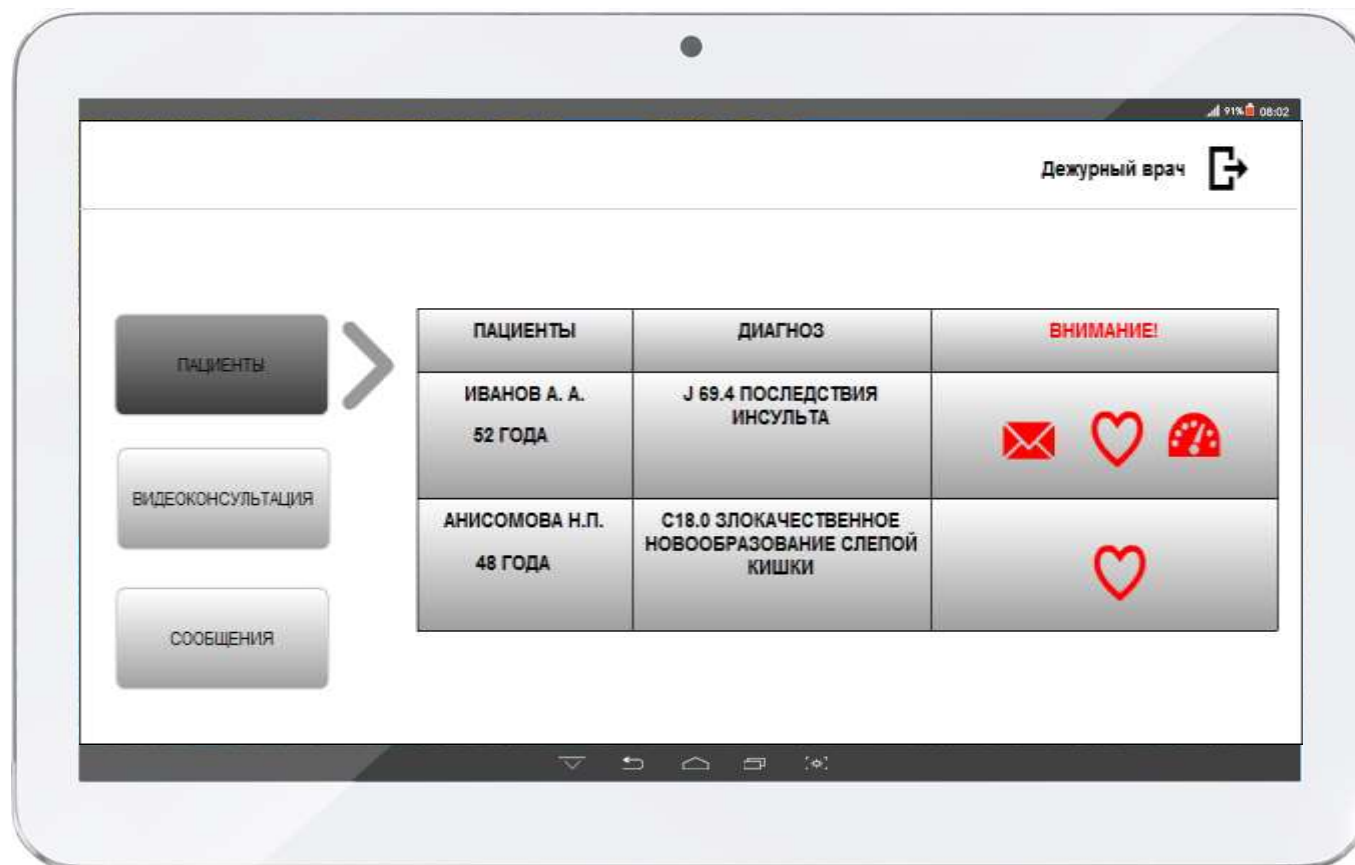 91% 08:02
Дежурный врач
ПАЦИЕНТЫ
ВИДЕОКОНСУЛЬТАЦИЯ
СООБЩЕНИЯ
ПАЦИЕНТЫ ДИАГНОЗ ВНИМАНИЕ!
ИВАНОВ А. А.
52 ГОДА
J 69.4 ПОСЛЕДСТВИЯ
ИНСУЛЬТА
АНИСОМОВА Н.П.
48 ГОДА
С18.0 ЗЛОКАЧЕСТВЕННОЕ
НОВООБРАЗОВАНИЕ СЛЕПОЙ
КИШКИ